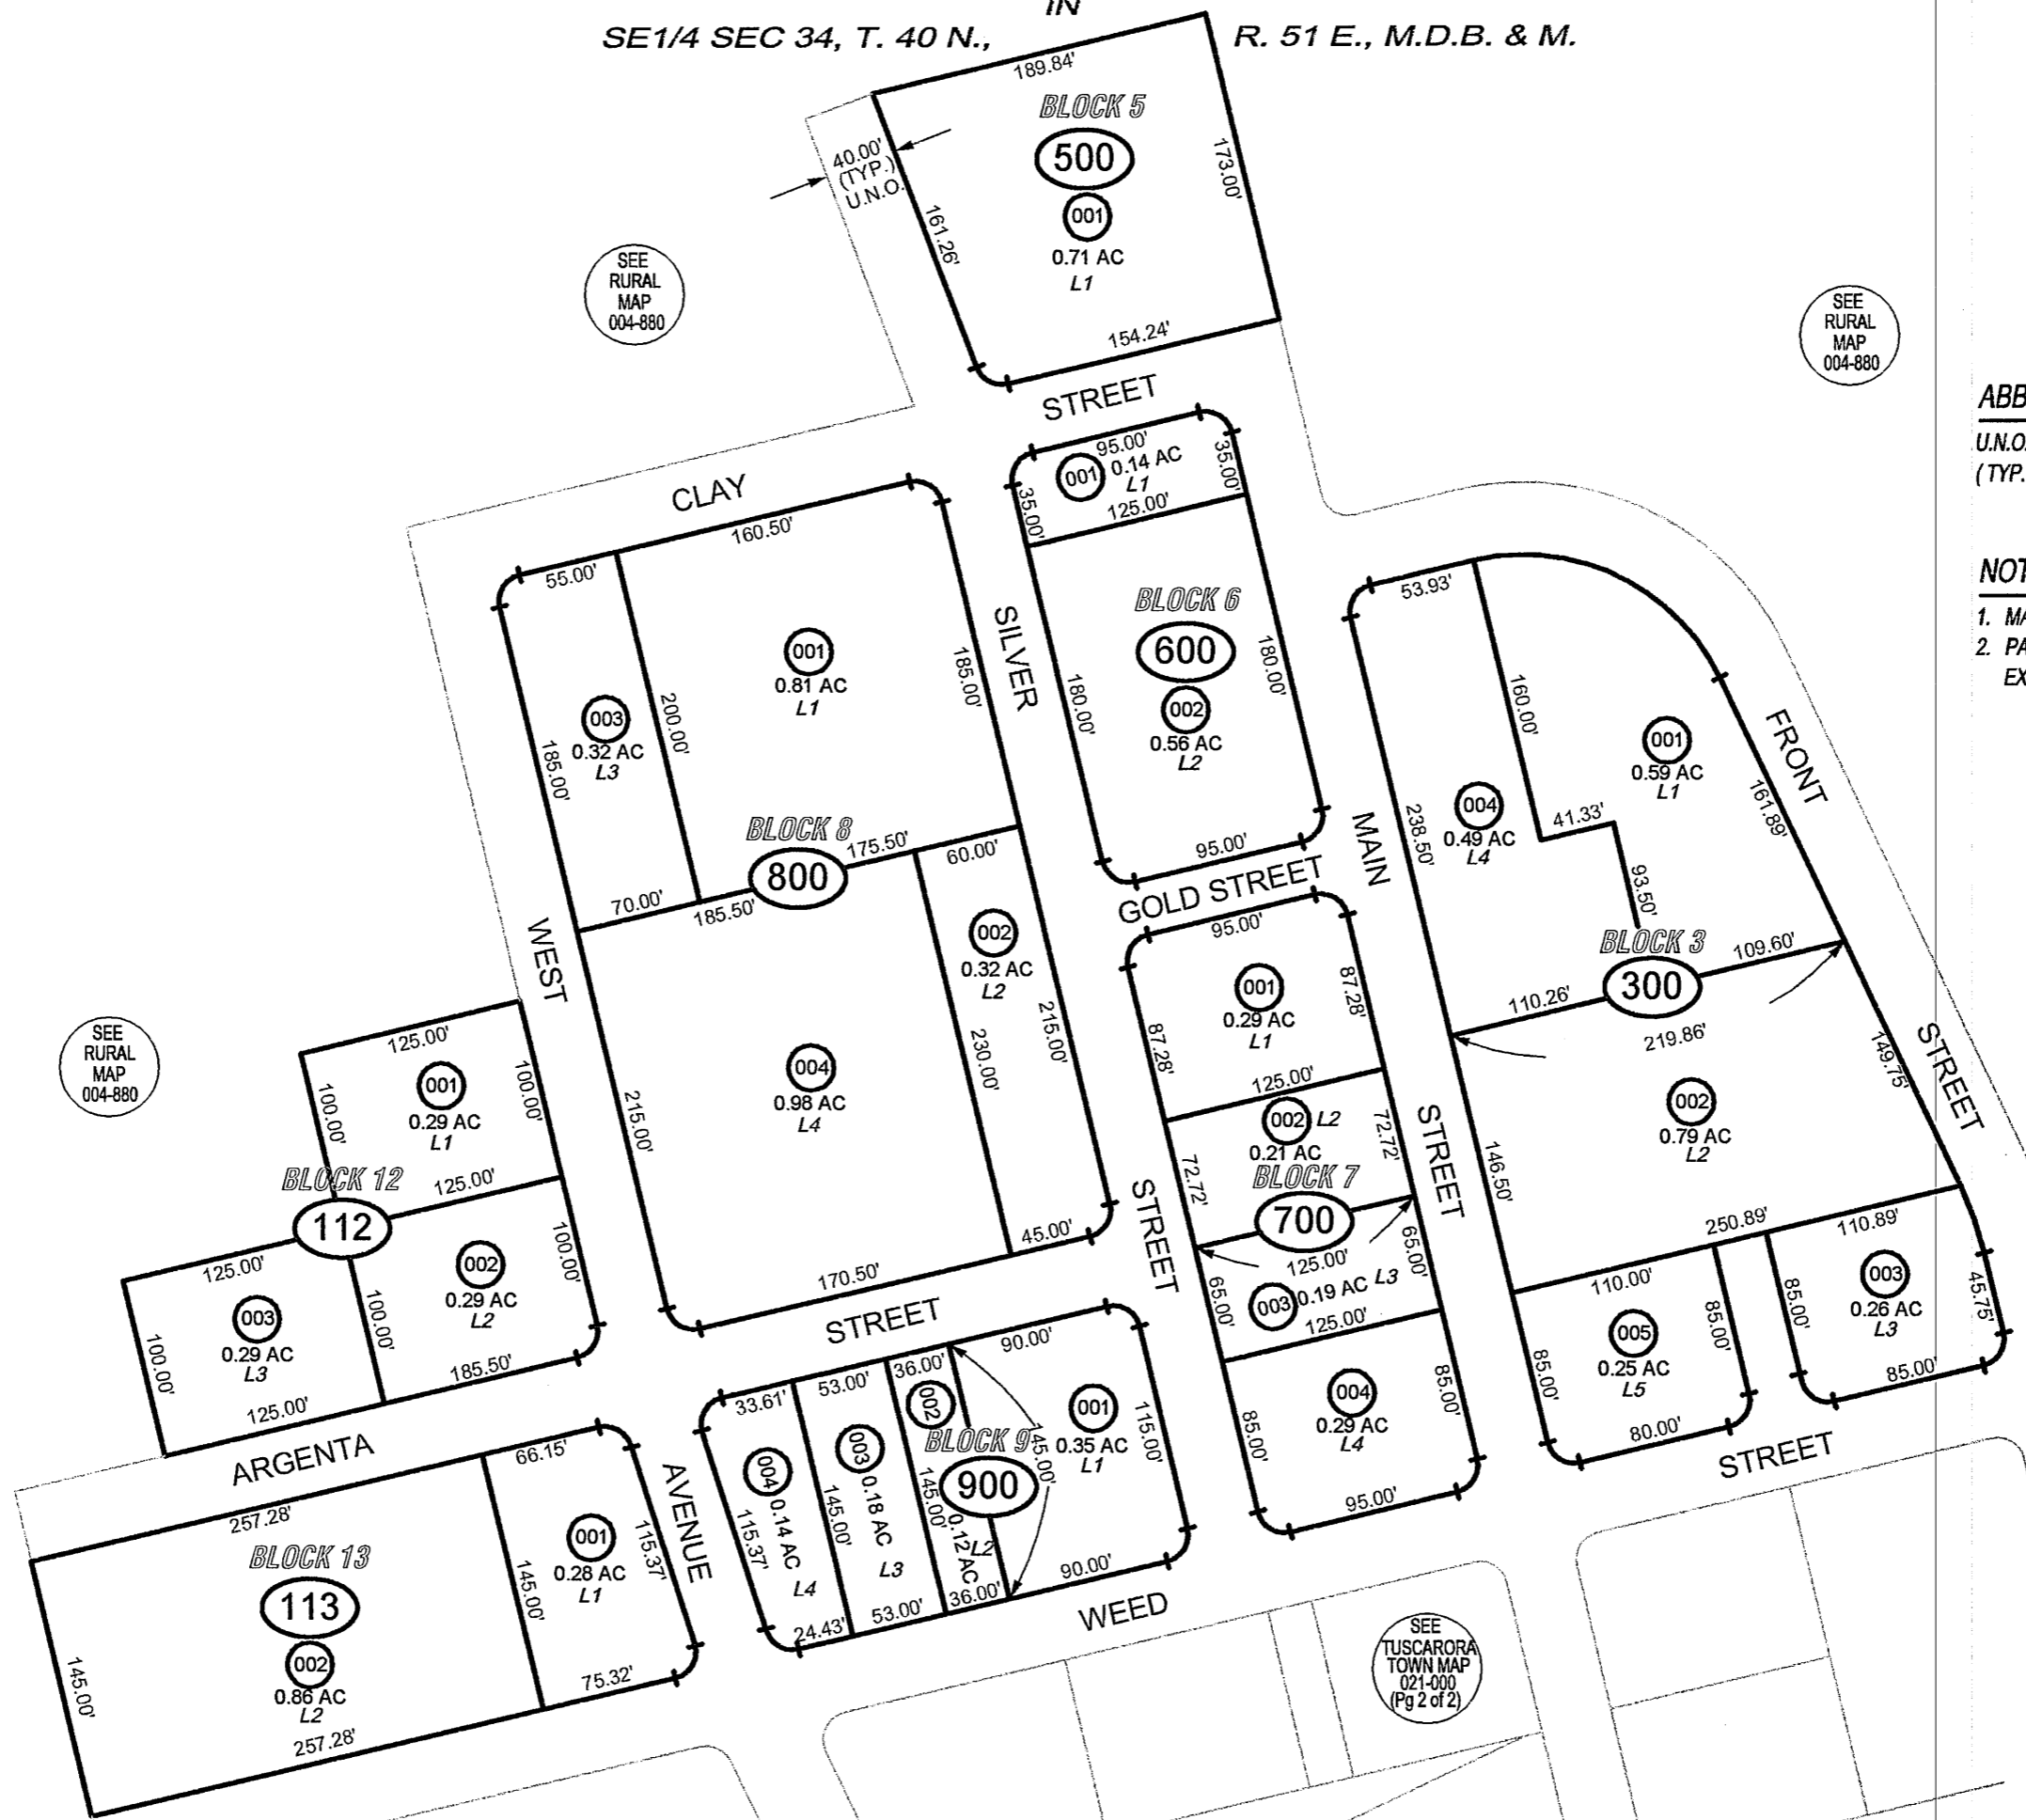 IN
SE1/4 SEC 34, T. 40 N., R. 51 E., M.D.B. & M.
189.84'
BLOCK 5
500
001
0.71 AC
L1
173.00'
161.26'
154.24'
40.00'
(TYP.)
U.N.O.
SEE
RURAL
MAP
004-880
SEE
RURAL
MAP
004-880
ABB
U.N.O.
(TYP.
NOT
1. MA
2. PA
EX
STREET
CLAY
95.00'
001
0.14 AC
L1
35.00'
35.00'
125.00'
BLOCK 6
600
002
0.56 AC
L2
180.00'
180.00'
95.00'
SILVER
GOLD STREET
MAIN
55.00'
160.50'
001
0.81 AC
L1
185.00'
200.00'
003
0.32 AC
L3
185.00'
BLOCK 8
800
175.50'
60.00'
70.00'
185.50'
002
0.32 AC
L2
215.00'
230.00'
004
0.98 AC
L4
215.00'
170.50'
45.00'
WEST
STREET
53.93'
160.00'
001
0.59 AC
L1
161.89'
41.33'
93.50'
004
0.49 AC
L4
238.50'
BLOCK 3
300
109.60'
110.26'
219.86'
002
0.79 AC
L2
149.75'
146.50'
250.89'
110.00'
110.89'
005
0.25 AC
L5
85.00'
85.00'
80.00'
003
0.26 AC
L3
85.00'
45.75'
85.00'
FRONT
STREET
STREET
95.00'
001
0.29 AC
L1
87.28'
87.28'
125.00'
002
L2
0.21 AC
72.72'
72.72'
BLOCK 7
700
125.00'
003
0.19 AC
L3
65.00'
65.00'
125.00'
004
0.29 AC
L4
85.00'
85.00'
95.00'
STREET
STREET
SEE
RURAL
MAP
004-880
125.00'
001
0.29 AC
L1
100.00'
100.00'
BLOCK 12
112
125.00'
002
0.29 AC
L2
100.00'
100.00'
185.50'
125.00'
003
0.29 AC
L3
100.00'
125.00'
ARGENTA
AVENUE
257.28'
66.15'
BLOCK 13
113
002
0.86 AC
L2
145.00'
257.28'
001
0.28 AC
L1
145.00'
115.37'
75.32'
33.61'
53.00'
36.00'
90.00'
004
0.14 AC
L4
115.37'
145.00'
003
0.18 AC
L3
145.00'
002
0.12 AC
L2
BLOCK 9
900
145.00'
001
0.35 AC
L1
115.00'
24.43'
53.00'
36.00'
90.00'
WEED
SEE
TUSCARORA
TOWN MAP
021-000
(Pg 2 of 2)